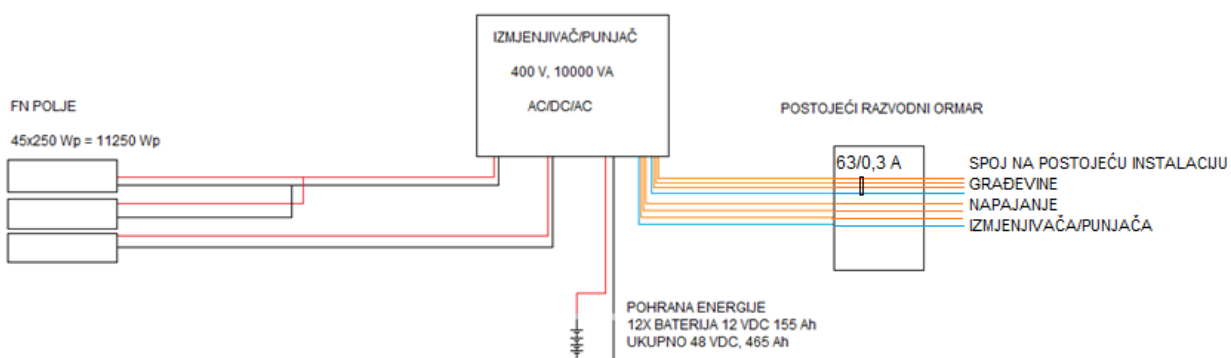 IZMJENJIVAČ/PUNJAČ
400 V, 10000 VA
AC/DC/AC
FN POLJE
45x250 Wp = 11250 Wp
POSTOJEĆI RAZVODNI ORMAR
63/0,3 A
SPOJ NA POSTOJEĆU INSTALACIJU
GRAĐEVINE
NAPAJANJE
IZMJENJIVAČA/PUNJAČA
POHRANA ENERGIJE
12X BATERIJA 12 VDC 155 Ah
UKUPNO 48 VDC, 465 Ah